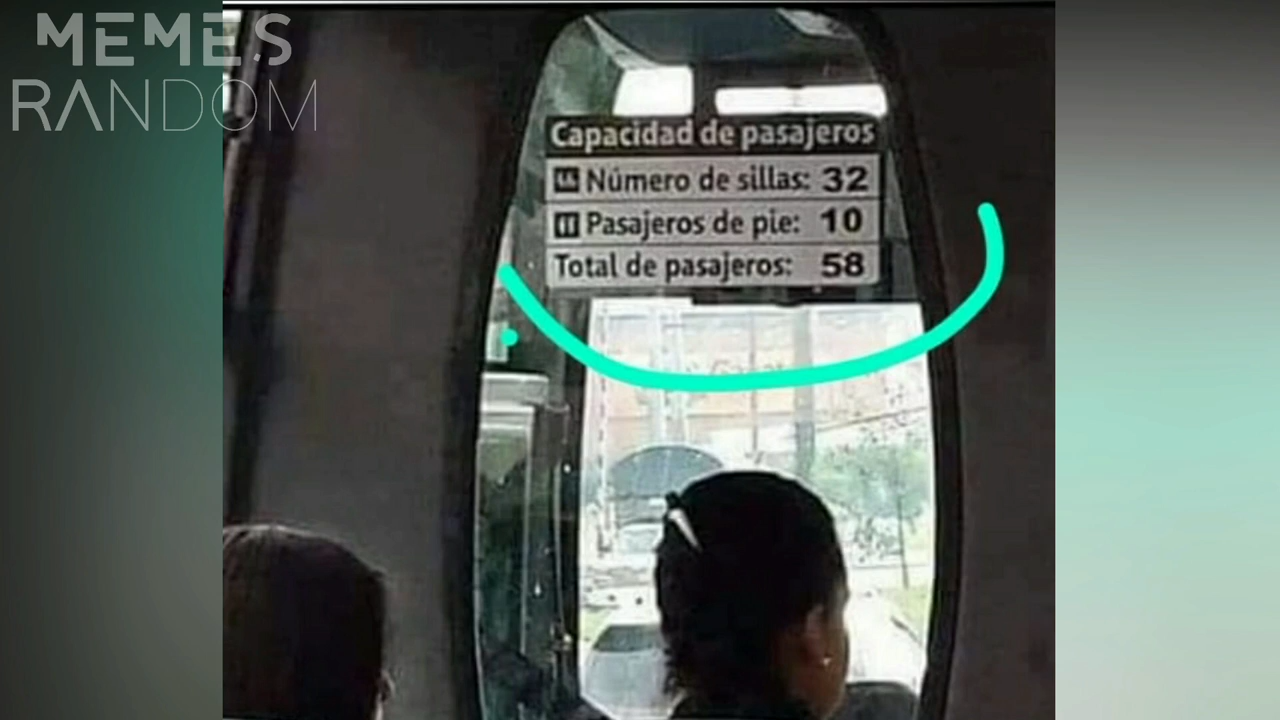 MEMES
RANDOM
Capacidad de pasajeros
Número de sillas: 32
Pasajeros de pie: 10
Total de pasajeros: 58